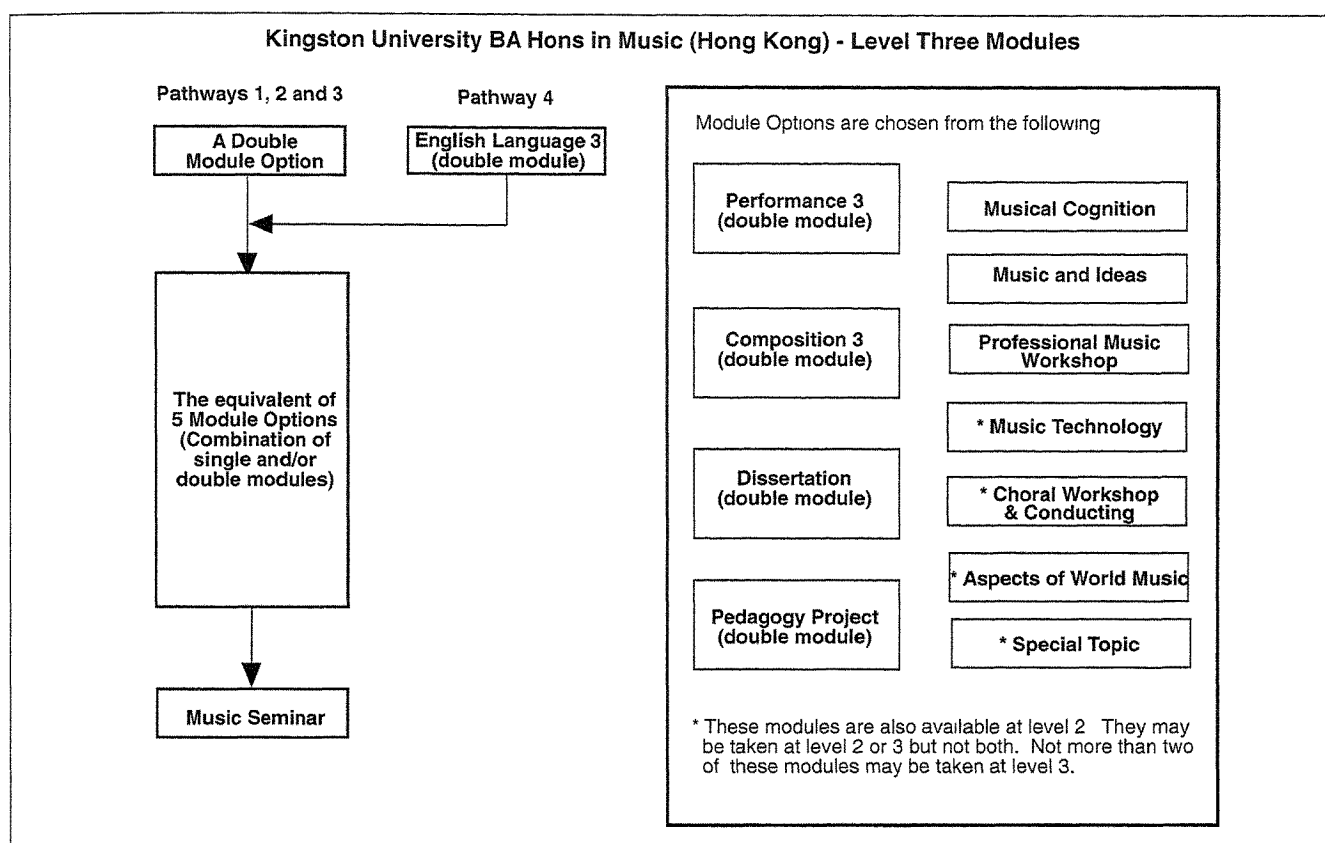 Kingston University BA Hons in Music (Hong Kong) - Level Three Modules
Pathways 1, 2 and 3
Pathway 4
A Double
Module Option
English Language 3
(double module)
The equivalent of
5 Module Options
(Combination of
single and/or
double modules)
Music Seminar
Module Options are chosen from the following
Performance 3
(double module)
Composition 3
(double module)
Dissertation
(double module)
Pedagogy Project
(double module)
Musical Cognition
Music and Ideas
Professional Music
Workshop
* Music Technology
* Choral Workshop
& Conducting
* Aspects of World Music
* Special Topic
* These modules are also available at level 2 They may
be taken at level 2 or 3 but not both. Not more than two
of these modules may be taken at level 3.